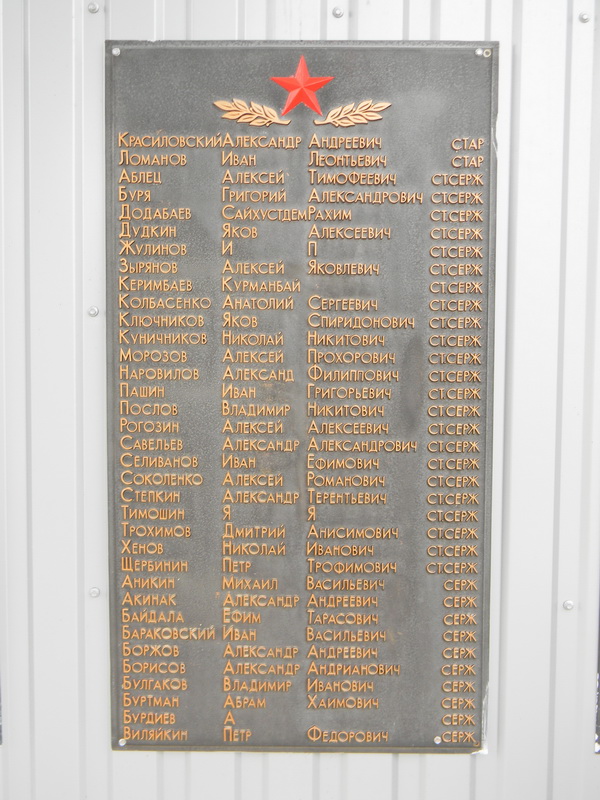 Красиловский Александр Андреевич стар
Ломанов Иван Леонтьевич стар
Аблец Алексей Тимофеевич ст.серж
Буря Григорий Александрович ст.серж
Додабаев Сайхустдем Рахим ст.серж
Дудкин Яков Алексеевич ст.серж
Жулинов И П ст.серж
Зырянов Алексей Яковлевич ст.серж
Керимбаев Курманбай ст.серж
Колбасенко Анатолий Сергеевич ст.серж
Ключников Яков Спиридонович ст.серж
Куничников Николай Никитович ст.серж
Морозов Алексей Прохорович ст.серж
Наровилов Александ Филиппович ст.серж
Пашин Иван Григорьевич ст.серж
Послов Владимир Никитович ст.серж
Рогозин Алексей Алексеевич ст.серж
Савельев Александр Александрович ст.серж
Селиванов Иван Ефимович ст.серж
Соколенко Алексей Романович ст.серж
Степкин Александр Терентьевич ст.серж
Тимошин Я Я ст.серж
Трохимов Дмитрий Анисимович ст.серж
Хенов Николай Иванович ст.серж
Щербинин Петр Трофимович ст.серж
Аникин Михаил Васильевич серж
Акинак Александр Андреевич серж
Байдала Ефим Тарасович серж
Бараковский Иван Васильевич серж
Боржов Александр Андреевич серж
Борисов Александр Андрианович серж
Булгаков Владимир Иванович серж
Буртман Абрам Хаимович серж
Бурдиев А серж
Виляйкин Петр Федорович серж